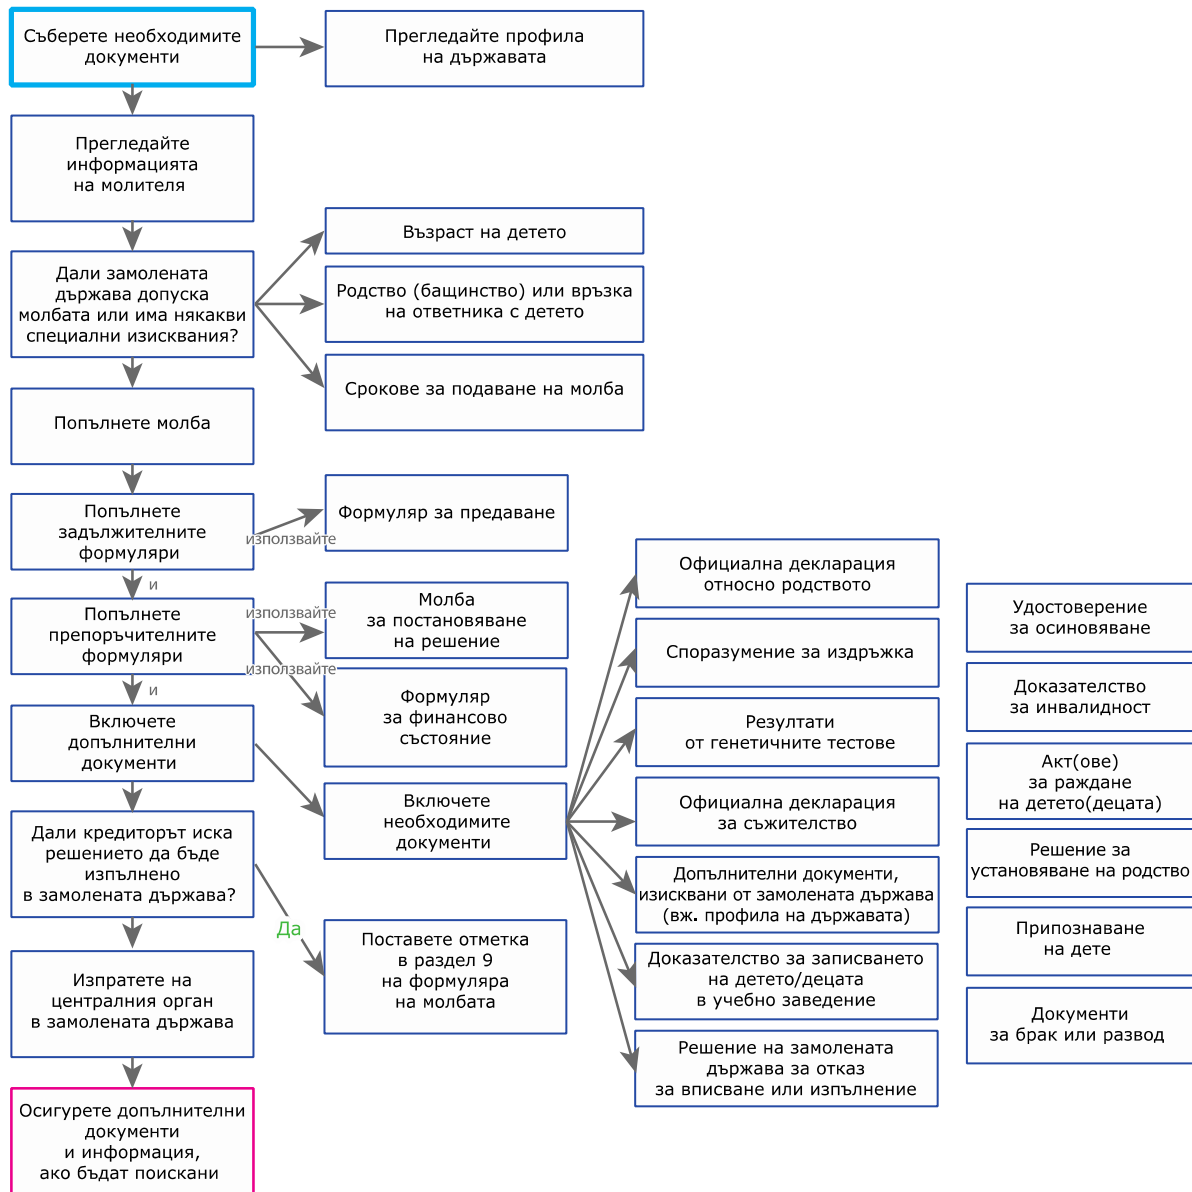 Съберете необходимите
документи
Прегледайте профила
на държавата
Прегледайте
информацията
на молителя
Дали замолената
държава допуска
молбата или има някакви
специални изисквания?
Възраст на детето
Родство (бащинство) или връзка
на ответника с детето
Срокове за подаване на молба
Попълнете молба
Попълнете
задължителните
формуляри
използвайте
Формуляр за предаване
и
Попълнете
препоръчителните
формуляри
използвайте
Молба
за постановяване
на решение
използвайте
Формуляр
за финансово
състояние
и
Включете
допълнителни
документи
Включете
необходимите
документи
Официална декларация
относно родството
Споразумение за издръжка
Резултати
от генетичните тестове
Официална декларация
за съжителство
Допълнителни документи,
изисквани от замолената държава
(вж. профила на държавата)
Доказателство за записването
на детето/децата
в учебно заведение
Решение на замолената
държава за отказ
за вписване или изпълнение
Удостоверение
за осиновяване
Доказателство
за инвалидност
Акт(ове)
за раждане
на детето(децата)
Решение за
установяване на родство
Припознаване
на дете
Документи
за брак или развод
Дали кредиторът иска
решението да бъде
изпълнено
в замолената държава?
Да
Поставете отметка
в раздел 9
на формуляра
на молбата
Изпратете на
централния орган
в замолената държава
Осигурете допълнителни
документи
и информация,
ако бъдат поискани